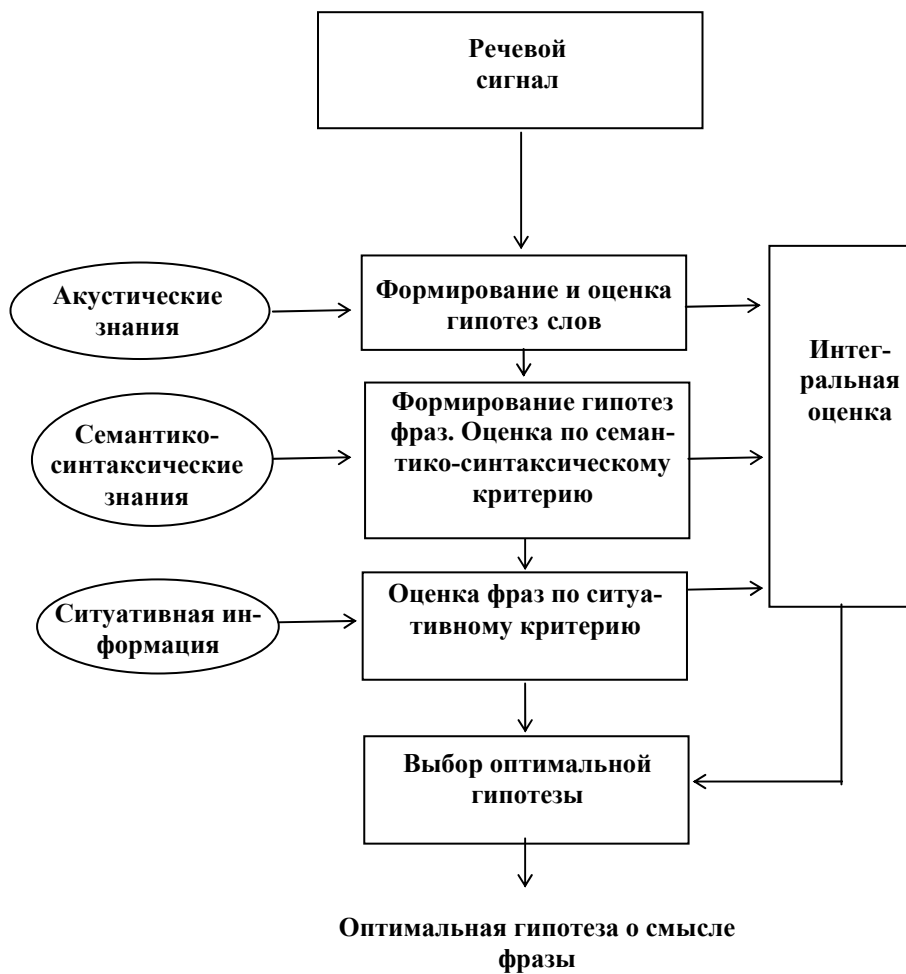 Речевой
сигнал
Акустические
знания
Формирование и оценка
гипотез слов
Интег-
ральная
оценка
Семантико-
синтаксические
знания
Формирование гипотез
фраз. Оценка по семан-
тико-синтаксическому
критерию
Ситуативная ин-
формация
Оценка фраз по ситуа-
тивному критерию
Выбор оптимальной
гипотезы
Оптимальная гипотеза о смысле
фразы